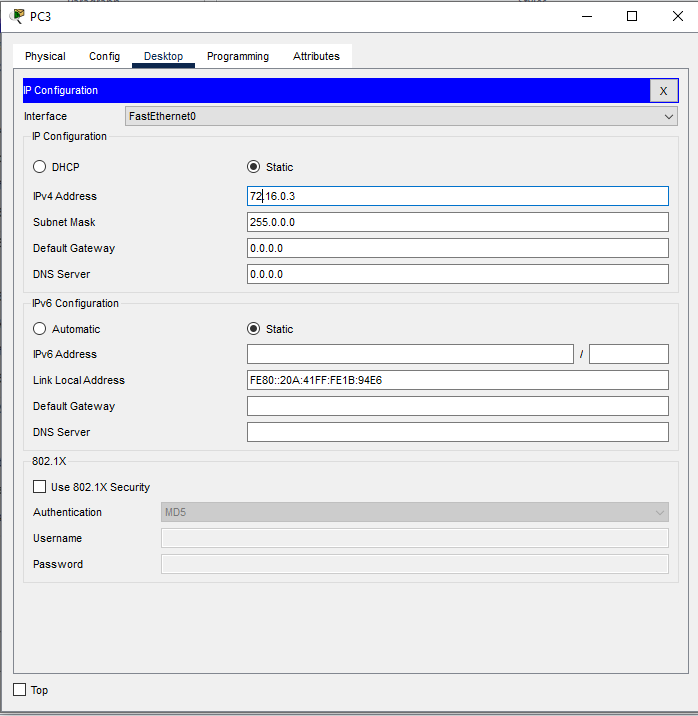 PC3
Physical Config Desktop Programming Attributes
IP Configuration X
Interface FastEthernet0
IP Configuration
DHCP Static
IPv4 Address 72.16.0.3
Subnet Mask 255.0.0.0
Default Gateway 0.0.0.0
DNS Server 0.0.0.0
IPv6 Configuration
Automatic Static
IPv6 Address /
Link Local Address FE80::20A:41FF:FE1B:94E6
Default Gateway
DNS Server
802.1X
Use 802.1X Security
Authentication MD5
Username
Password
Top